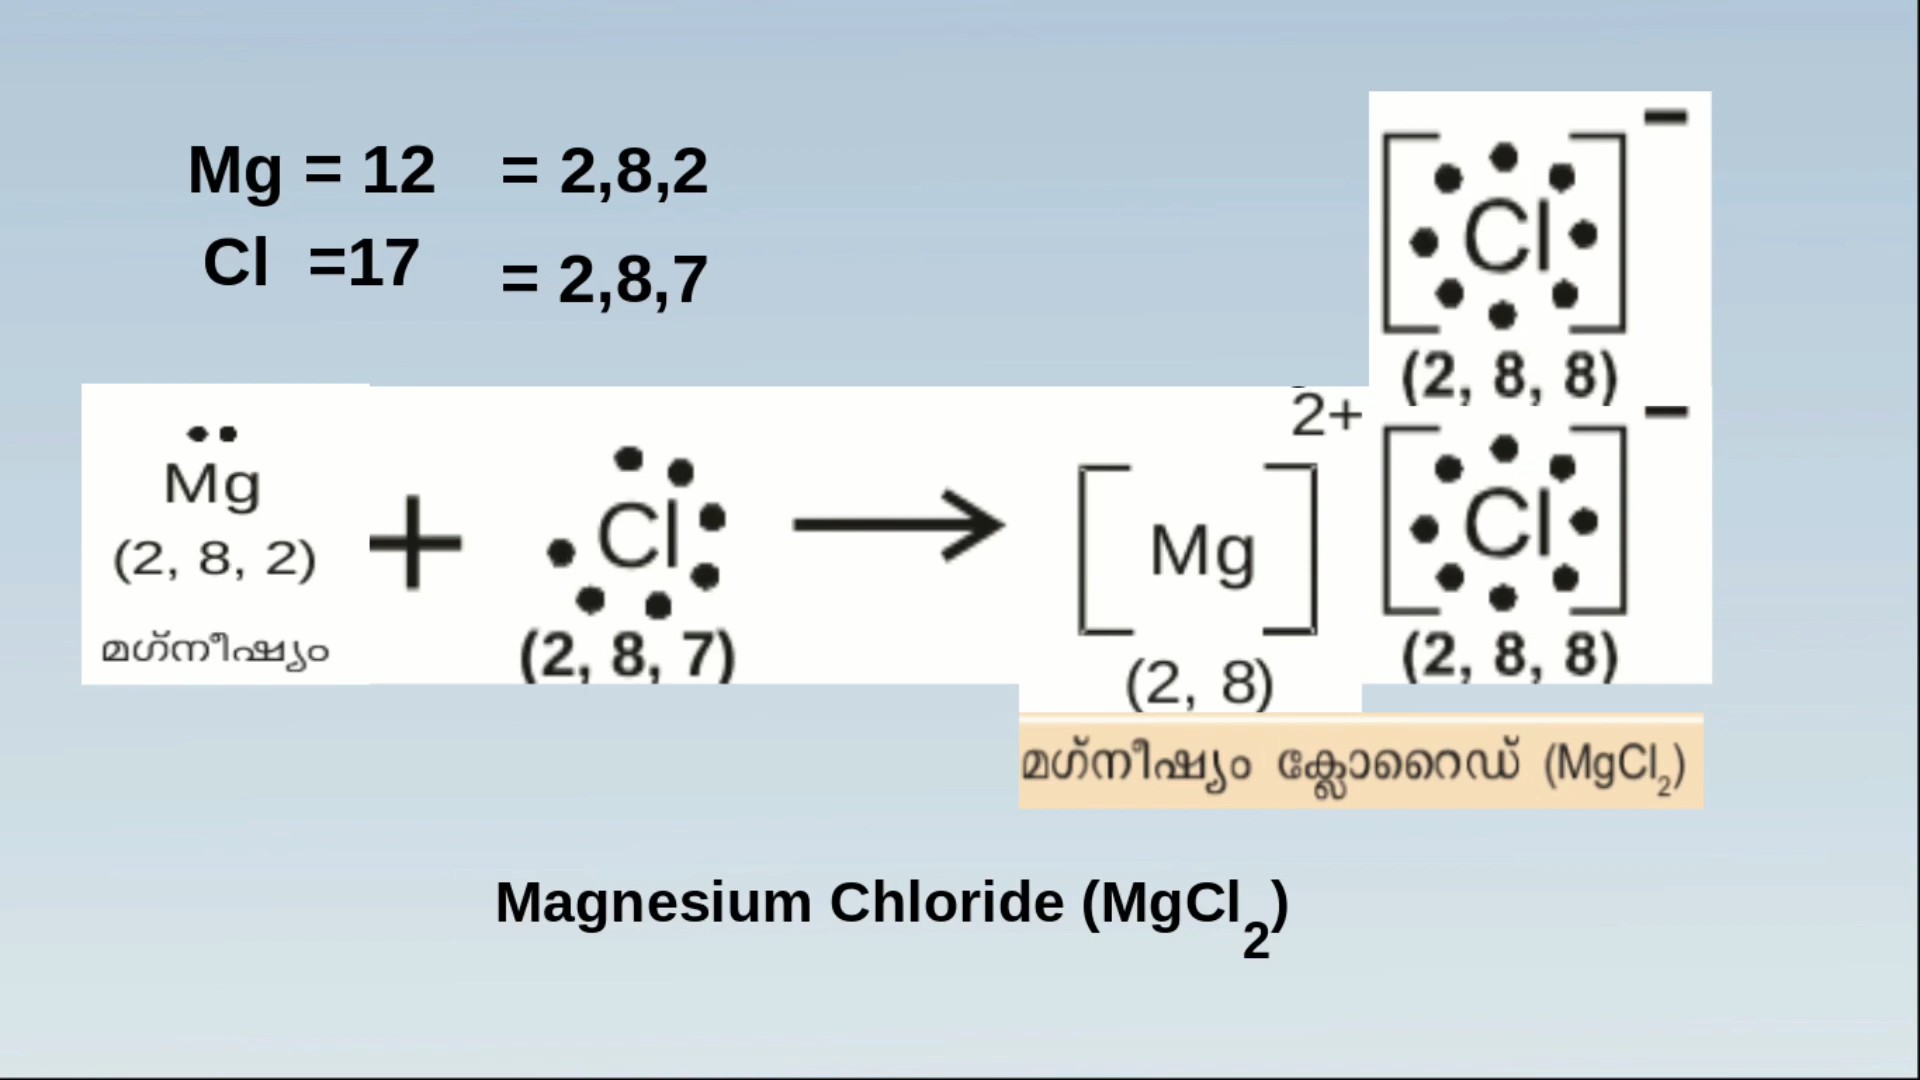 Mg = 12 = 2,8,2
Cl =17 = 2,8,7
Cl
−
(2, 8, 8)
Mg
(2, 8, 2)
മഗ്നീഷ്യം
+
Cl
(2, 8, 7)
→
Mg
2+
(2, 8)
Cl
−
(2, 8, 8)
മഗ്നീഷ്യം ക്ലോറൈഡ് (MgCl₂)
Magnesium Chloride (MgCl₂)